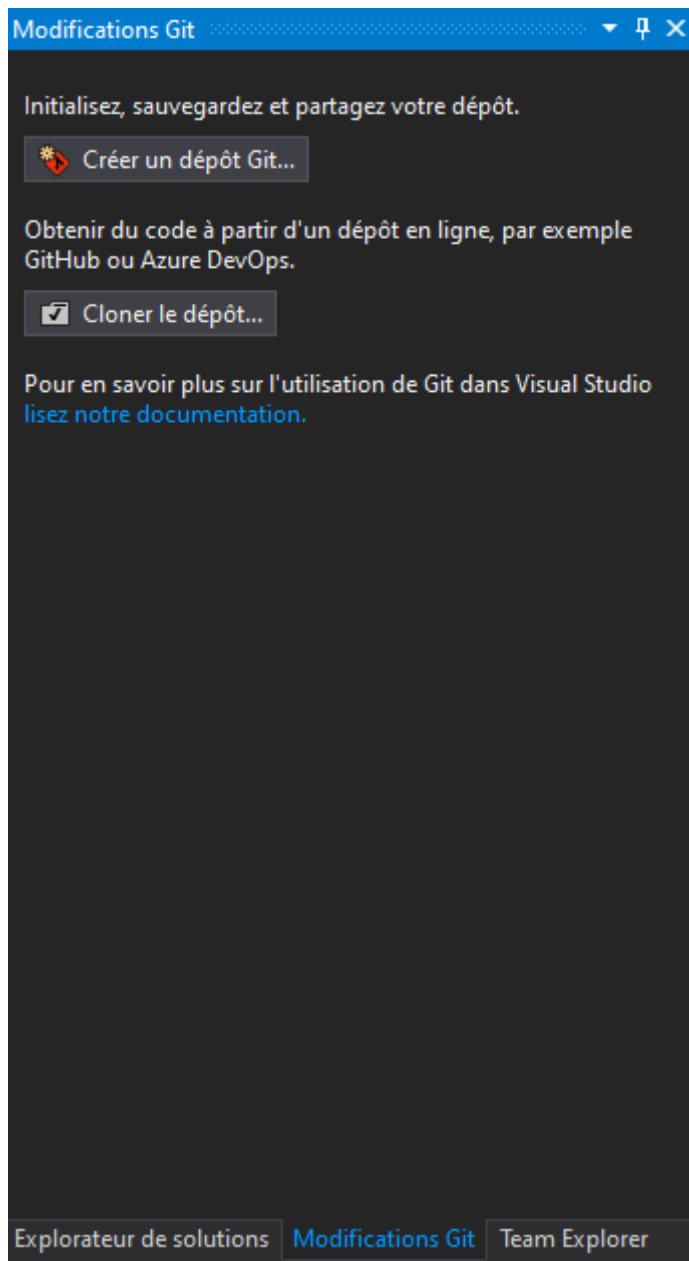 Modifications Git
Initialisez, sauvegardez et partagez votre dépôt.
Créer un dépôt Git...
Obtenir du code à partir d'un dépôt en ligne, par exemple
GitHub ou Azure DevOps.
Cloner le dépôt...
Pour en savoir plus sur l'utilisation de Git dans Visual Studio
lisez notre documentation.
Explorateur de solutions Modifications Git Team Explorer